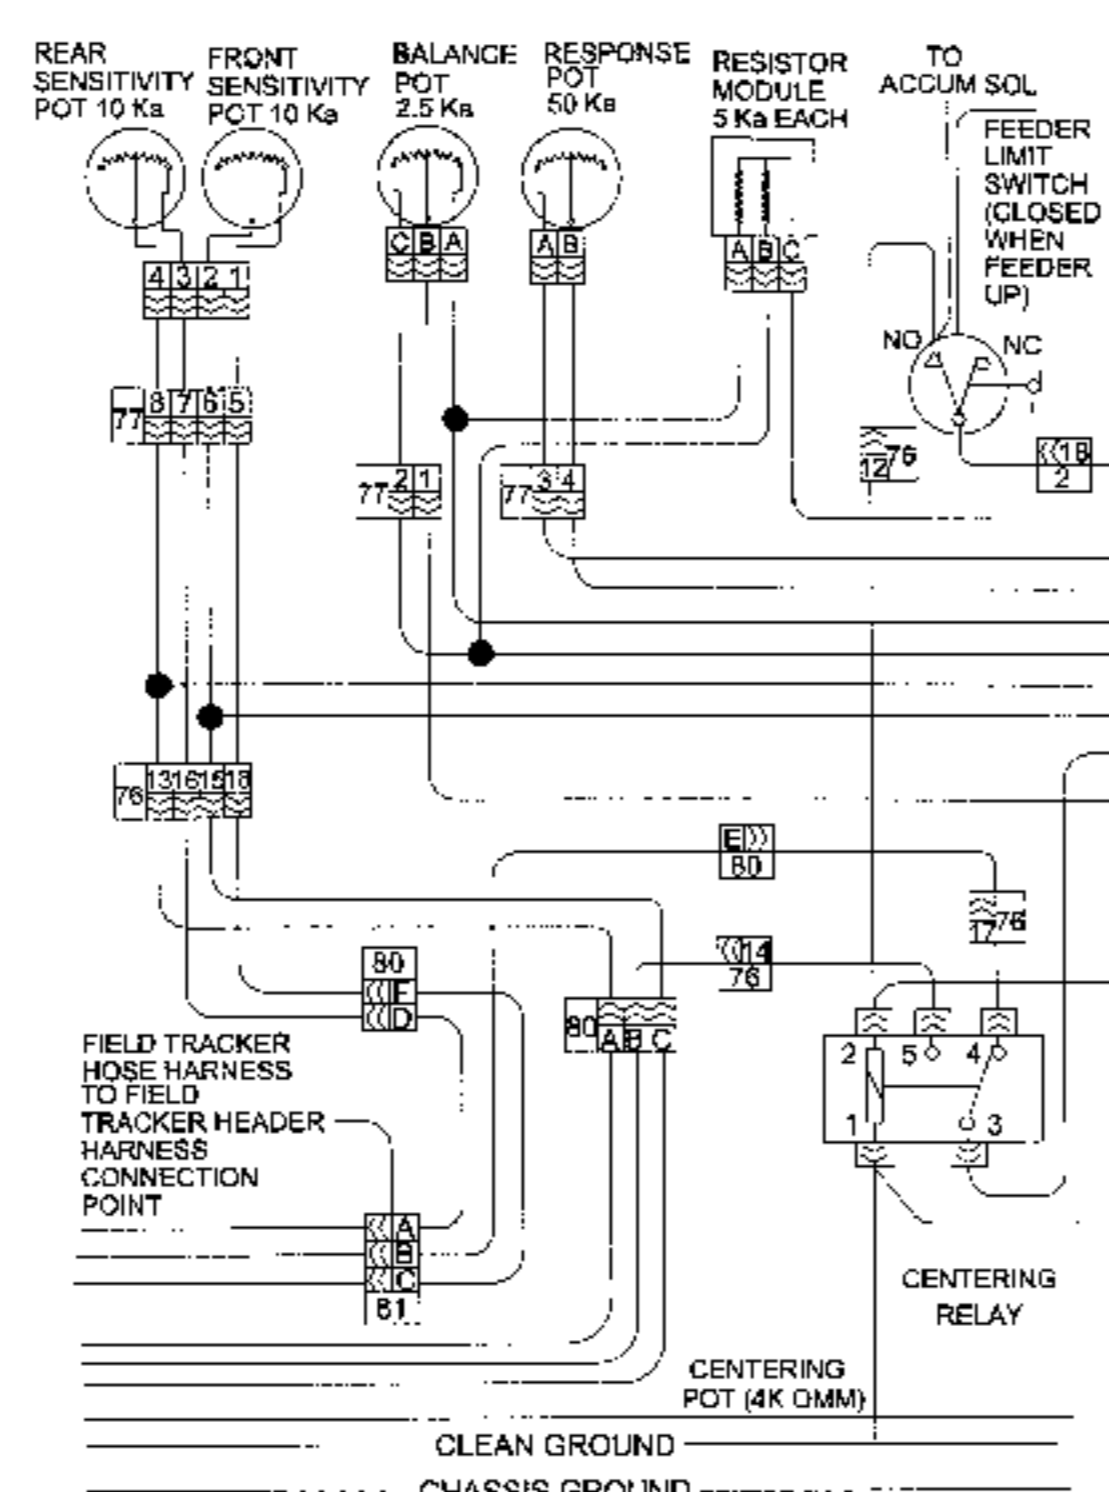 REAR
SENSITIVITY
POT 10 Ka
FRONT
SENSITIVITY
POT 10 Ka
BALANCE
POT
2.5 Ka
RESPONSE
POT
50 Ka
RESISTOR
MODULE
5 Ka EACH
TO
ACCUM SOL
FEEDER
LIMIT
SWITCH
(CLOSED
WHEN
FEEDER
UP)
C B A
A B
A B C
4 3 2 1
NO
NC
77 8 7 6 5
12 76
18
2
77 2 1
77 3 4
76 13 16 15 18
E
80
17 76
14
76
80
F
D
80 A B C
2 5 4
1 3
FIELD TRACKER
HOSE HARNESS
TO FIELD
TRACKER HEADER
HARNESS
CONNECTION
POINT
A
B
C
81
CENTERING
RELAY
CENTERING
POT (4K OMM)
CLEAN GROUND
CHASSIS GROUND